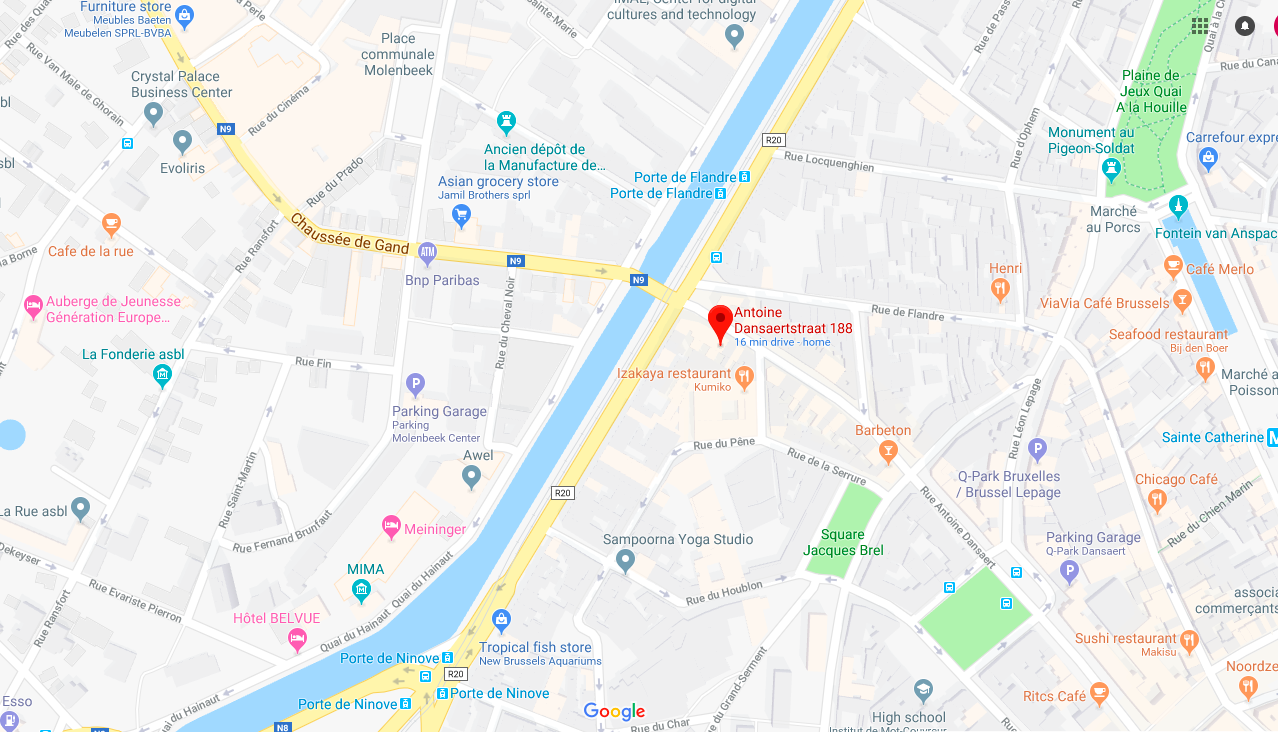 Furniture store
Meubles Baeten
Meubelen SPRL-BVBA
Rue de la Perle
Sainte-Marie
IMAL, Center for digital
cultures and technology
Rue de Pass
Quai à la
Place
communale
Molenbeek
Rue Van Male de Ghorain
Crystal Palace
Business Center
Rue du Cinéma
Plaine de
Jeux Quai
A la Houille
Rue du Cana
N9
Evoliris
Ancien dépôt de
la Manufacture de...
R20
Rue d'Ophem
Monument au
Pigeon-Soldat
Carrefour expre
asbl
Rue du Prado
Asian grocery store
Jamil Brothers sprl
Porte de Flandre
Porte de Flandre
Rue Locquenghien
Marché
au Porcs
Fontein van Anspac
Chaussée de Gand
Rue Ransfort
Cafe de la rue
a Borne
ATM
Bnp Paribas
N9
N9
Henri
Café Merlo
Auberge de Jeunesse
Génération Europe...
Rue du Cheval Noir
Antoine
Dansaertstraat 188
16 min drive - home
Rue de Flandre
ViaVia Café Brussels
Seafood restaurant
Bij den Boer
La Fonderie asbl
Rue Fin
Izakaya restaurant
Kumiko
Marché a
Poisson
P
Parking Garage
Parking
Molenbeek Center
Rue Léon Lepage
Barbeton
Sainte Catherine
M
Rue du Pêne
Rue de la Serrure
Awel
P
Q-Park Bruxelles
/ Brussel Lepage
Chicago Café
Rue Saint-Martin
R20
Rue Antoine Dansaert
Rue du Chien Marin
La Rue asbl
Meininger
Rue Fernand Brunfaut
Sampoorna Yoga Studio
Square
Jacques Brel
Parking Garage
Q-Park Dansaert
P
Dekeyser
MIMA
Quai du Hainaut
Quai du Hainaut
Rue Evariste Pierron
Rue du Houblon
Rue Ransfort
Hôtel BELVUE
associa
commerçants
Tropical fish store
New Brussels Aquariums
Sushi restaurant
Makisu
Porte de Ninove
R20
Porte de Ninove
Porte de Ninove
Rue du Grand-Serment
Noordze
Ritcs Café
Esso
Quai du Hainaut
N8
Google
Rue du Char
High school
Institut de Mot-Couvreur